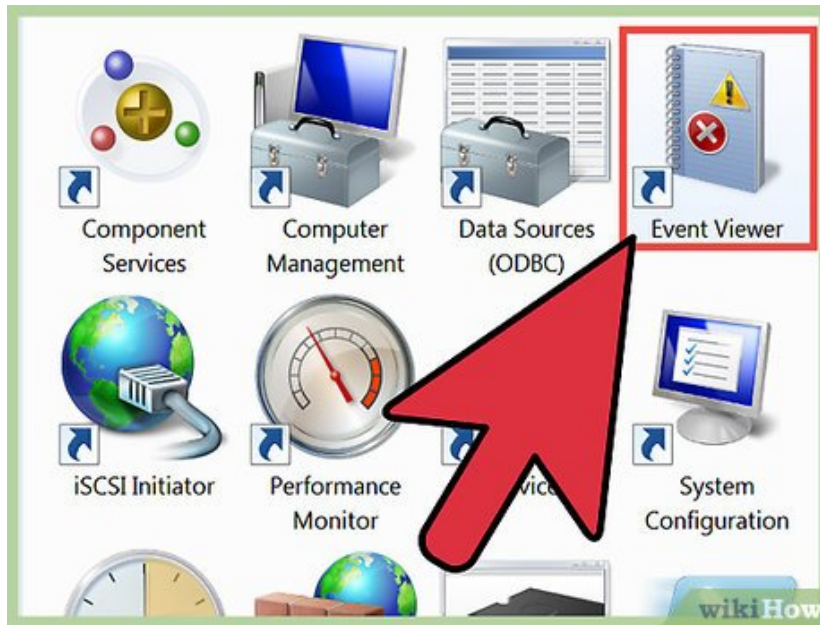 Component
Services
Computer
Management
Data Sources
(ODBC)
Event Viewer
iSCSI Initiator
Performance
Monitor
System
Configuration
wikiHow